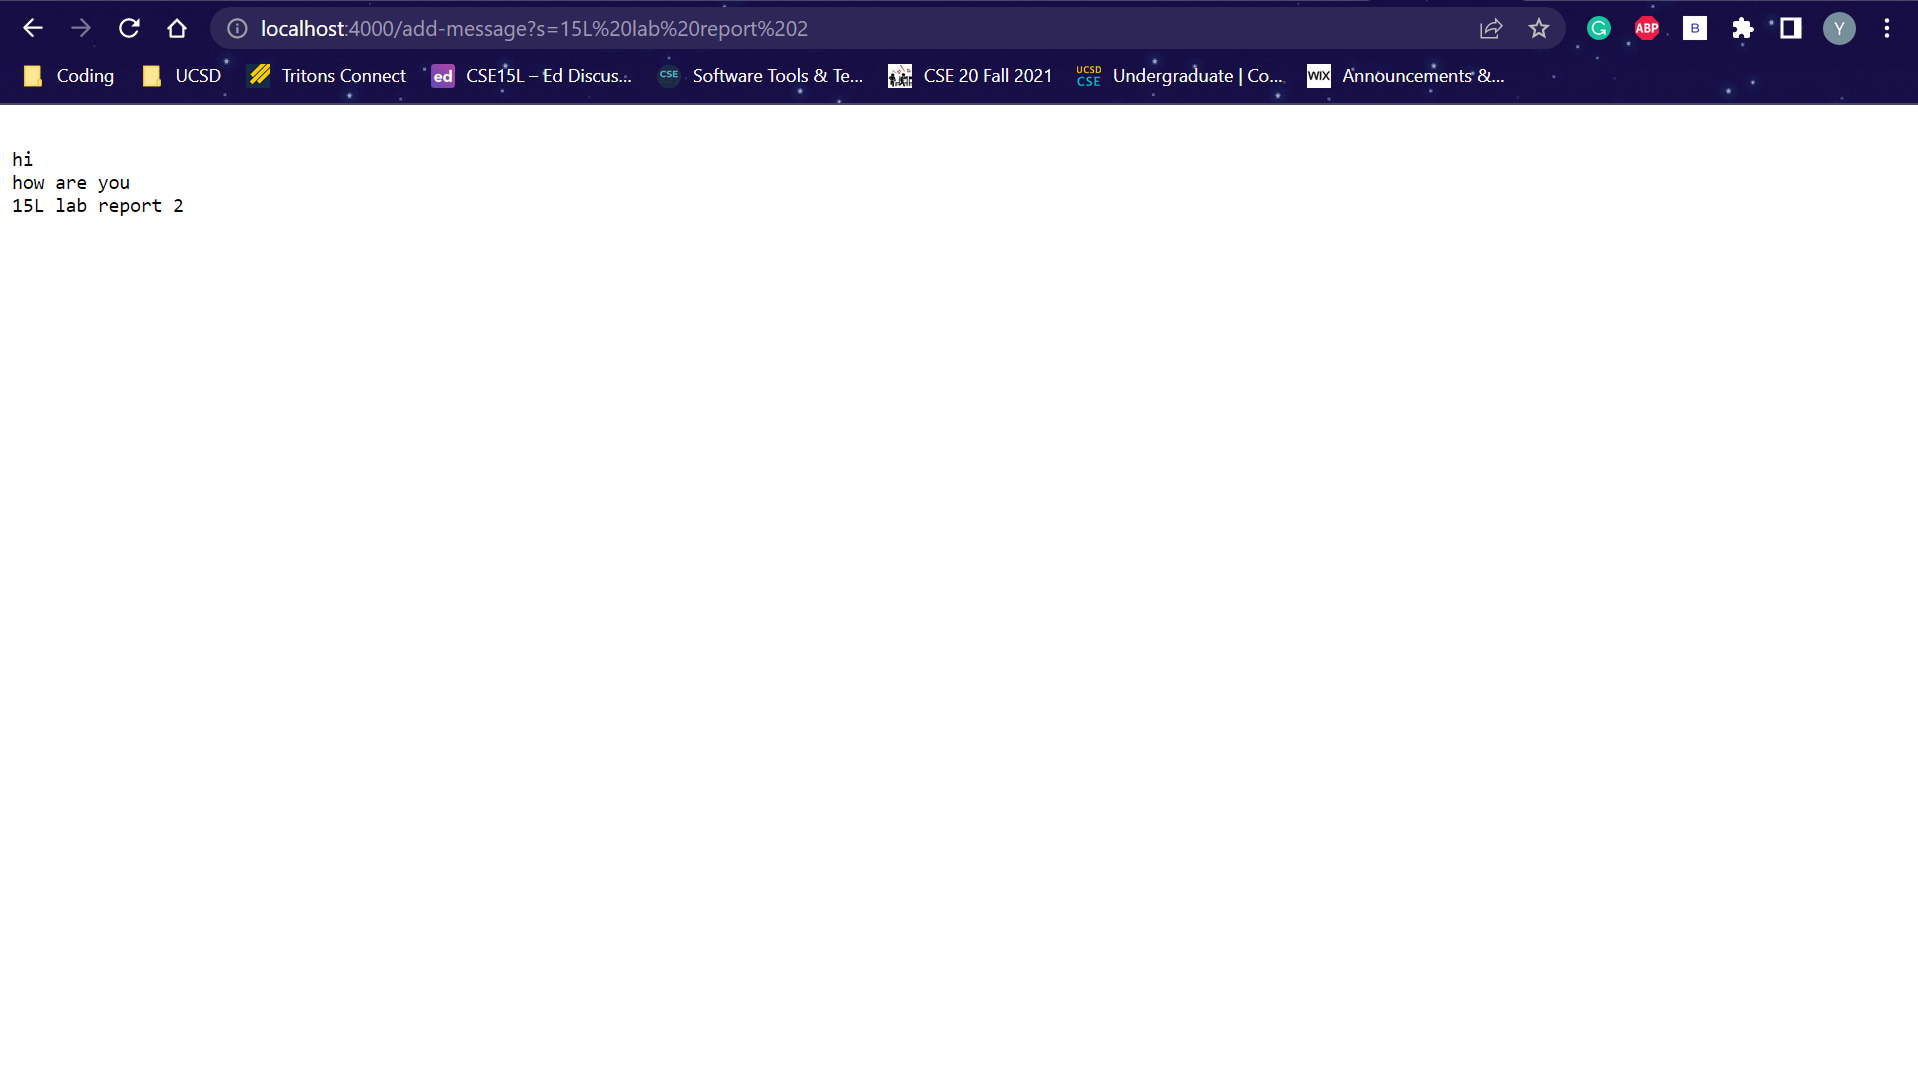 localhost:4000/add-message?s=15L%20lab%20report%202
G
ABP
B
Y
Coding
UCSD
Tritons Connect
ed
CSE15L – Ed Discus...
CSE
Software Tools & Te...
CSE 20 Fall 2021
UCSD
CSE
Undergraduate | Co...
WIX
Announcements &...
hi
how are you
15L lab report 2